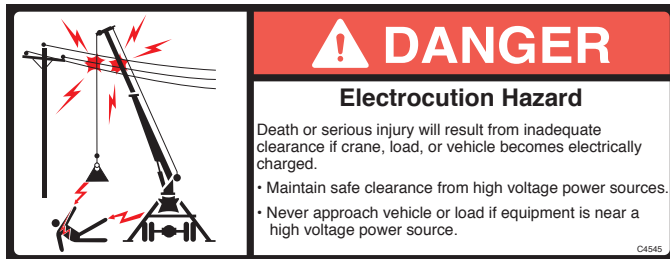 DANGER
Electrocution Hazard
Death or serious injury will result from inadequate
clearance if crane, load, or vehicle becomes electrically
charged.
• Maintain safe clearance from high voltage power sources.
• Never approach vehicle or load if equipment is near a
high voltage power source.
C4545